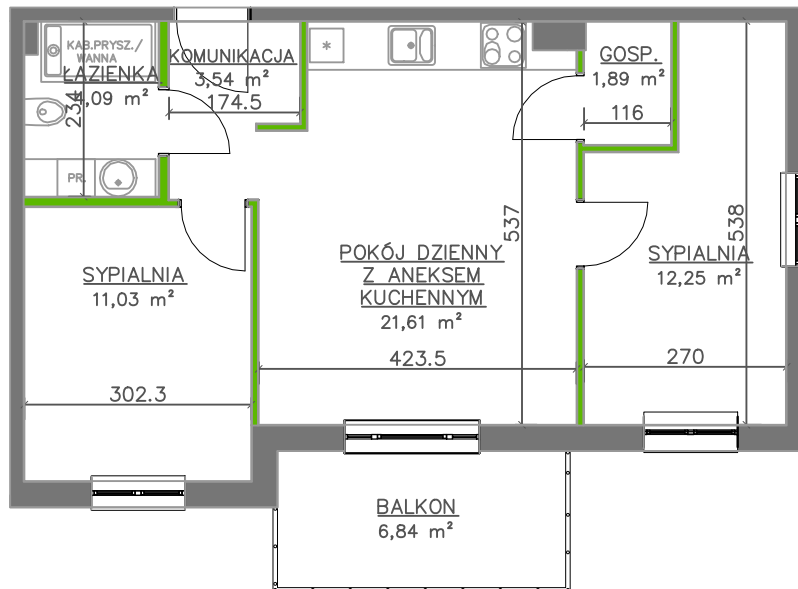 KAB.PRYSZ./
WANNA
ŁAZIENKA
,09 m²
234
PR.
KOMUNIKACJA
3,54 m²
174.5
*
GOSP.
1,89 m²
116
SYPIALNIA
11,03 m²
302.3
POKÓJ DZIENNY
Z ANEKSEM
KUCHENNYM
21,61 m²
423.5
537
SYPIALNIA
12,25 m²
270
538
BALKON
6,84 m²